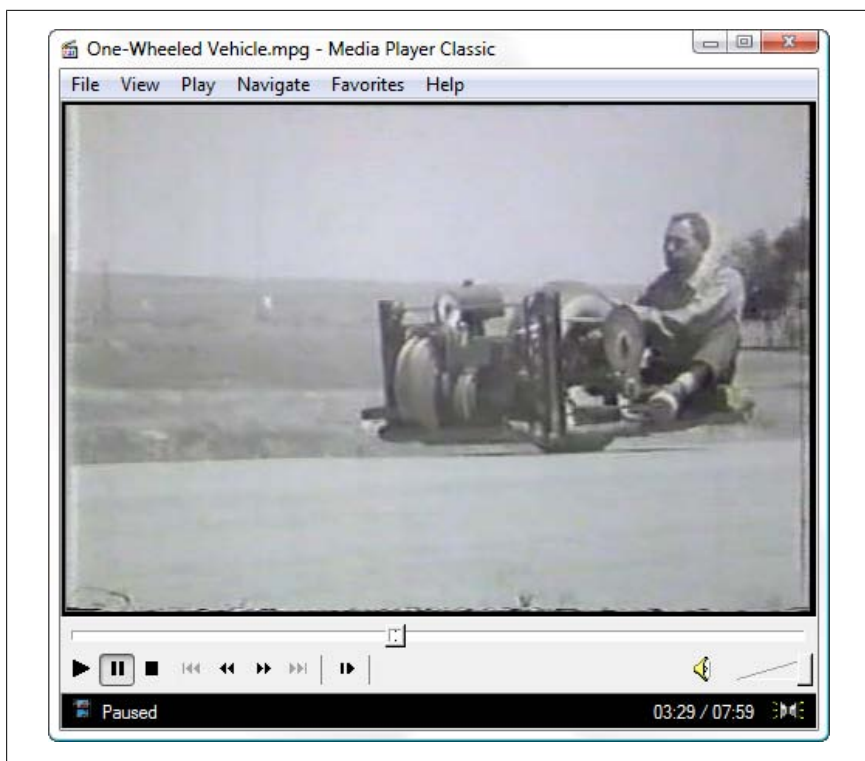 One-Wheeled Vehicle.mpg - Media Player Classic
File View Play Navigate Favorites Help
Paused 03:29 / 07:59